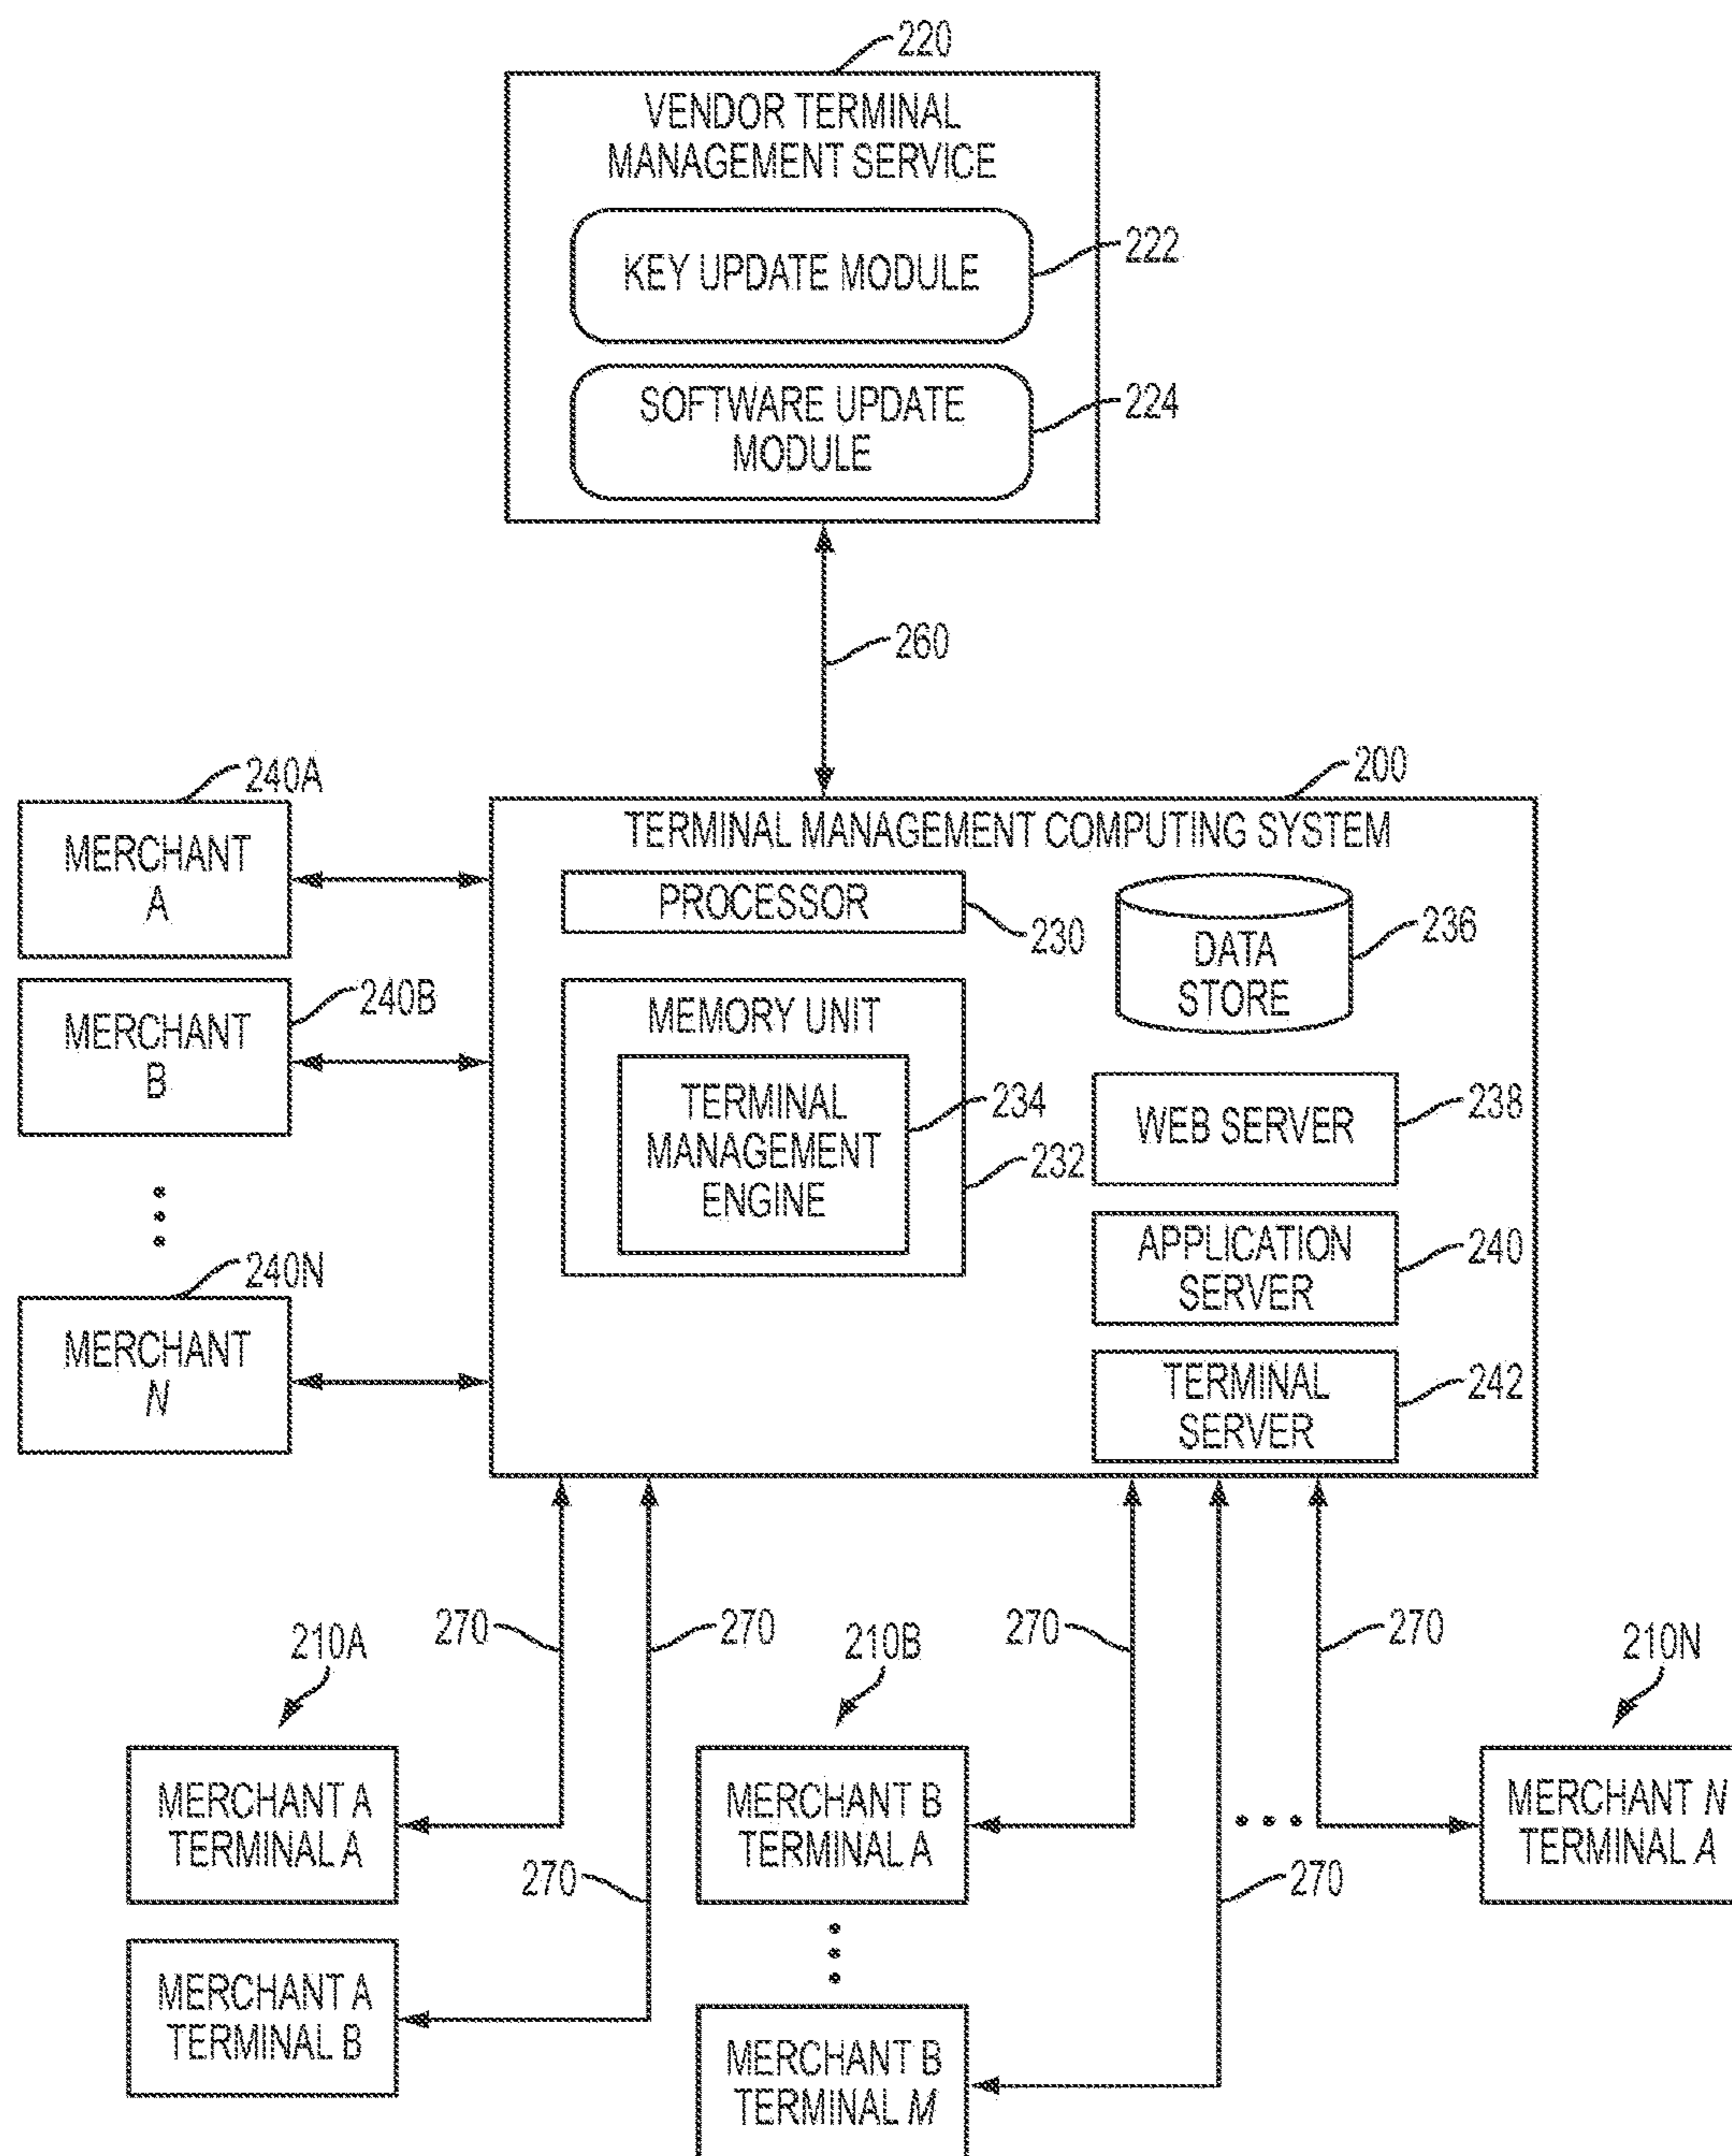 220
VENDOR TERMINAL
MANAGEMENT SERVICE
KEY UPDATE MODULE
222
SOFTWARE UPDATE
MODULE
224
260
240A
MERCHANT
A
240B
MERCHANT
B
240N
MERCHANT
N
200
TERMINAL MANAGEMENT COMPUTING SYSTEM
PROCESSOR
230
MEMORY UNIT
TERMINAL
MANAGEMENT
ENGINE
234
232
DATA
STORE
236
WEB SERVER
238
APPLICATION
SERVER
240
TERMINAL
SERVER
242
210A
270
270
210B
270
270
210N
MERCHANT A
TERMINAL A
270
MERCHANT B
TERMINAL A
270
MERCHANT N
TERMINAL A
MERCHANT A
TERMINAL B
MERCHANT B
TERMINAL M